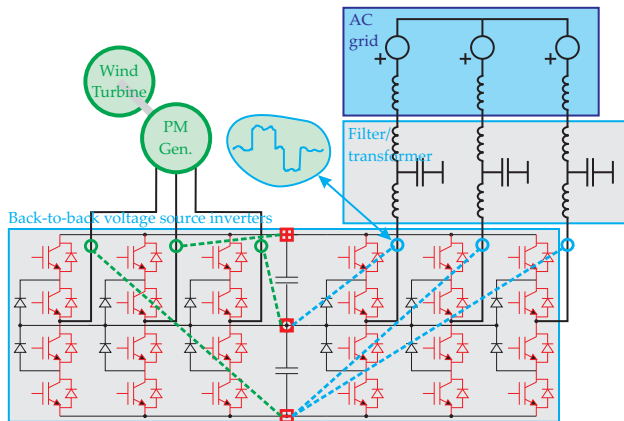 AC
grid
Wind
Turbine
PM
Gen.
Filter/
transformer
Back-to-back voltage source inverters
+
+
+